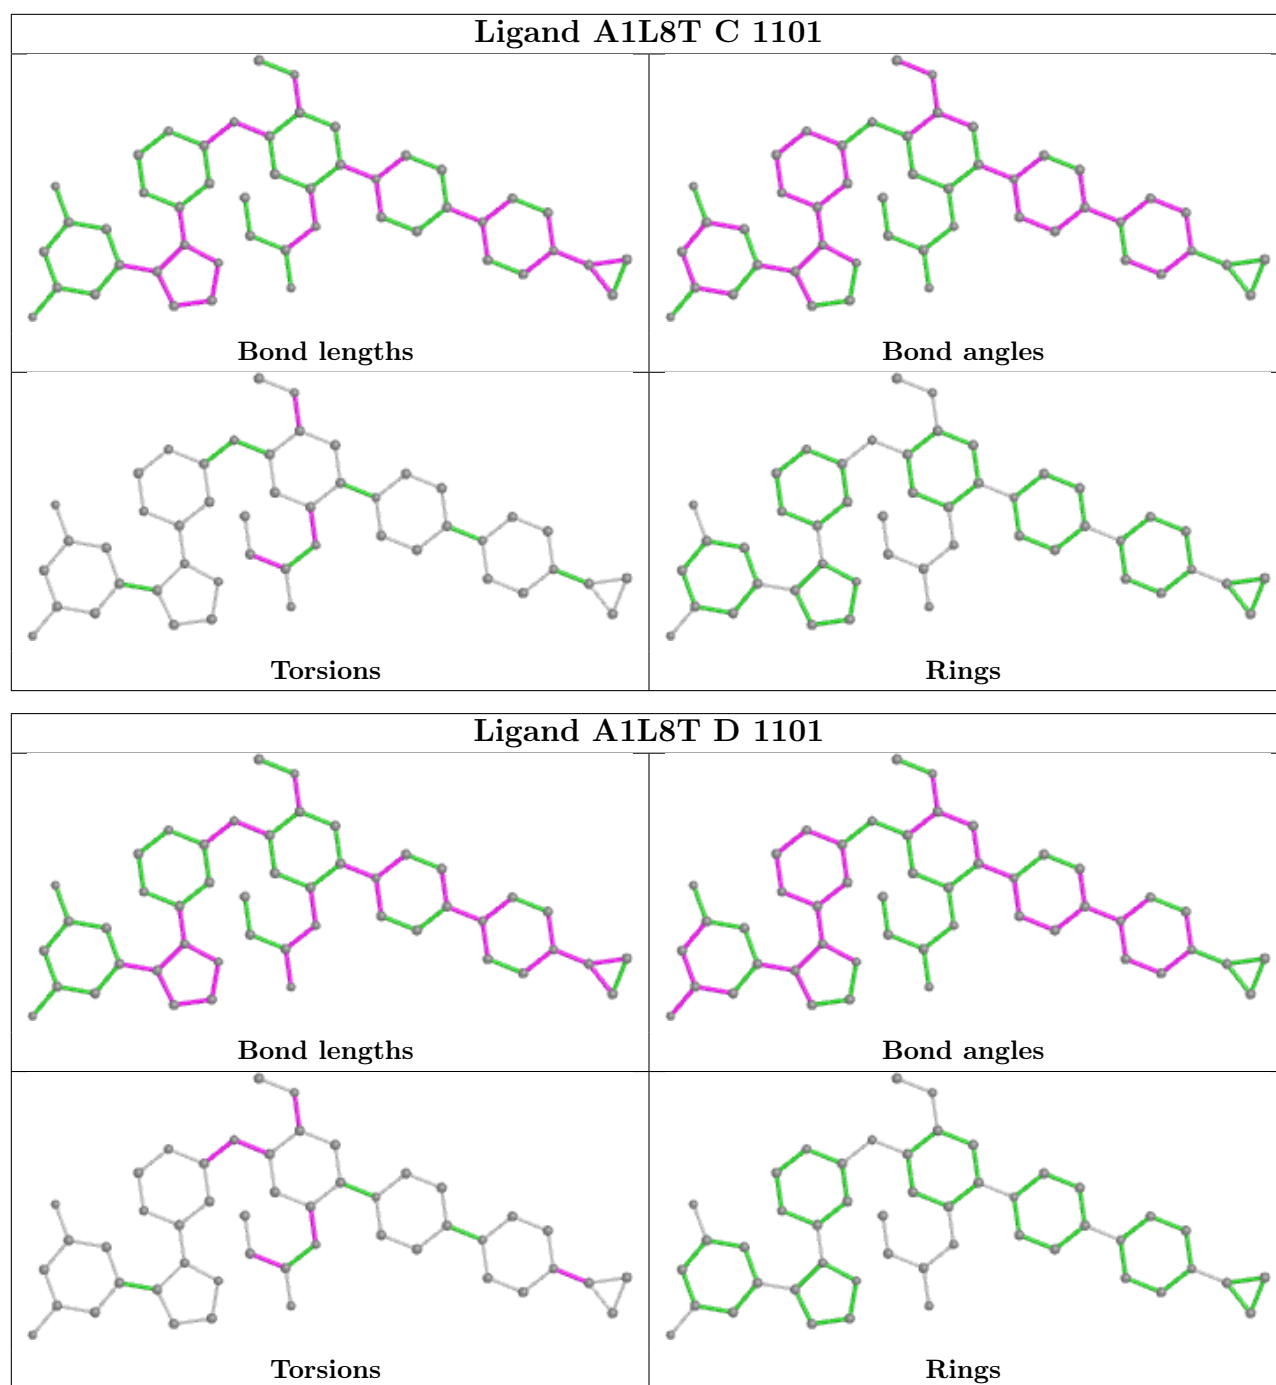 Ligand A1L8T C 1101
Bond lengths
Bond angles
Torsions
Rings
Ligand A1L8T D 1101
Bond lengths
Bond angles
Torsions
Rings